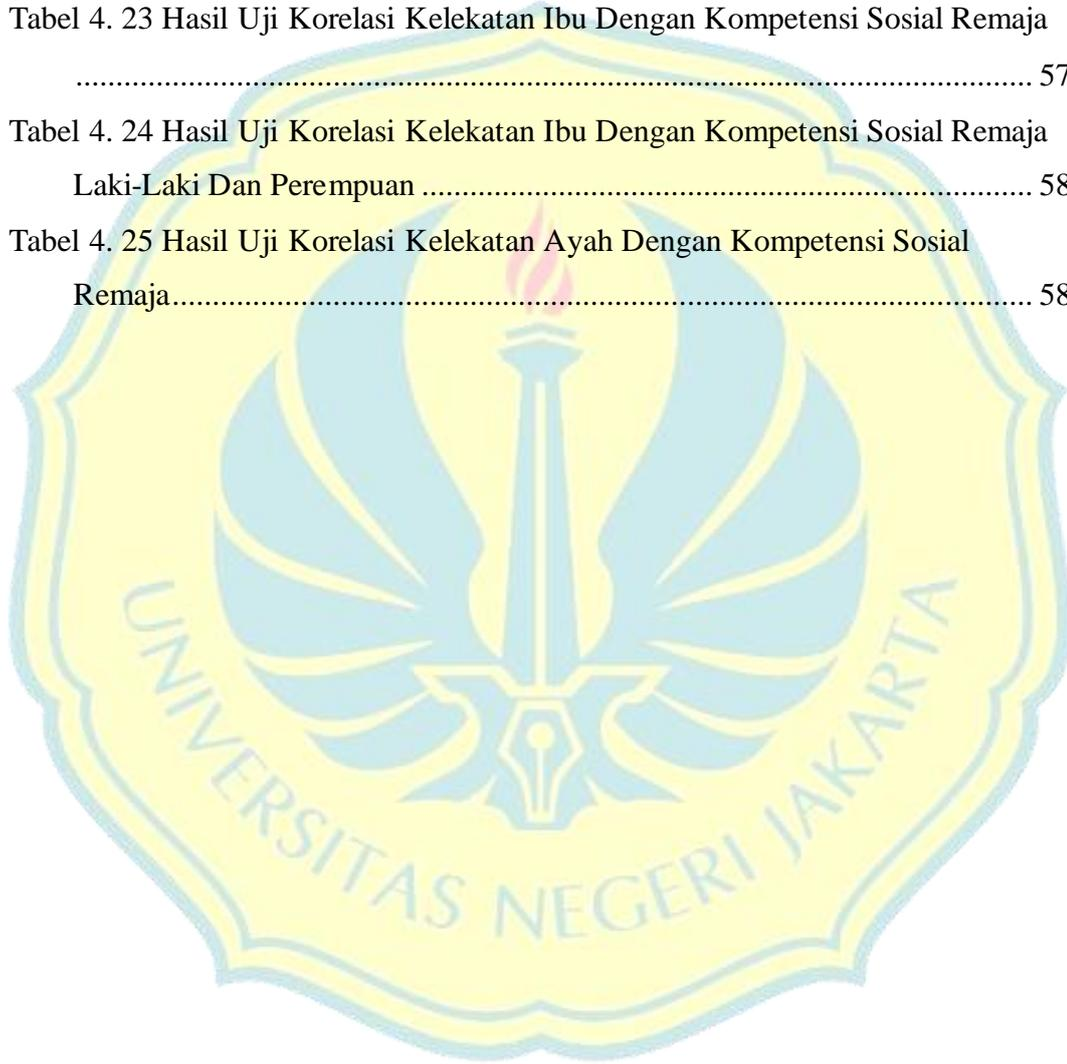 Tabel 4. 23 Hasil Uji Korelasi Kelekatan Ibu Dengan Kompetensi Sosial Remaja
........................................................................................................................ 57
Tabel 4. 24 Hasil Uji Korelasi Kelekatan Ibu Dengan Kompetensi Sosial Remaja
Laki-Laki Dan Perempuan ............................................................................ 58
Tabel 4. 25 Hasil Uji Korelasi Kelekatan Ayah Dengan Kompetensi Sosial
Remaja............................................................................................................ 58
UNIVERSITAS NEGERI JAKARTA